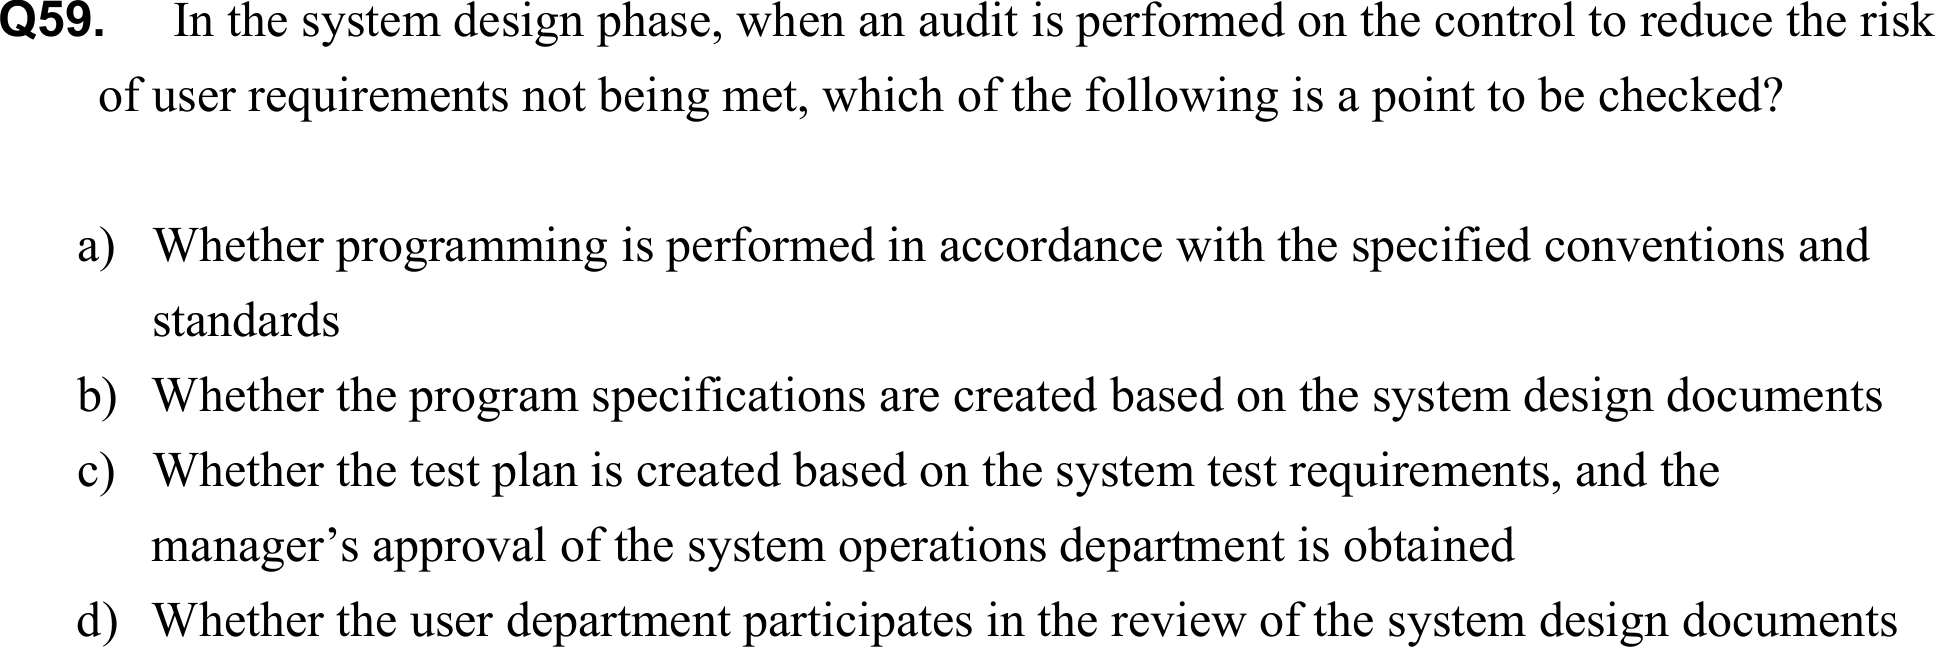 Q59. In the system design phase, when an audit is performed on the control to reduce the risk
of user requirements not being met, which of the following is a point to be checked?
a) Whether programming is performed in accordance with the specified conventions and
standards
b) Whether the program specifications are created based on the system design documents
c) Whether the test plan is created based on the system test requirements, and the
manager’s approval of the system operations department is obtained
d) Whether the user department participates in the review of the system design documents